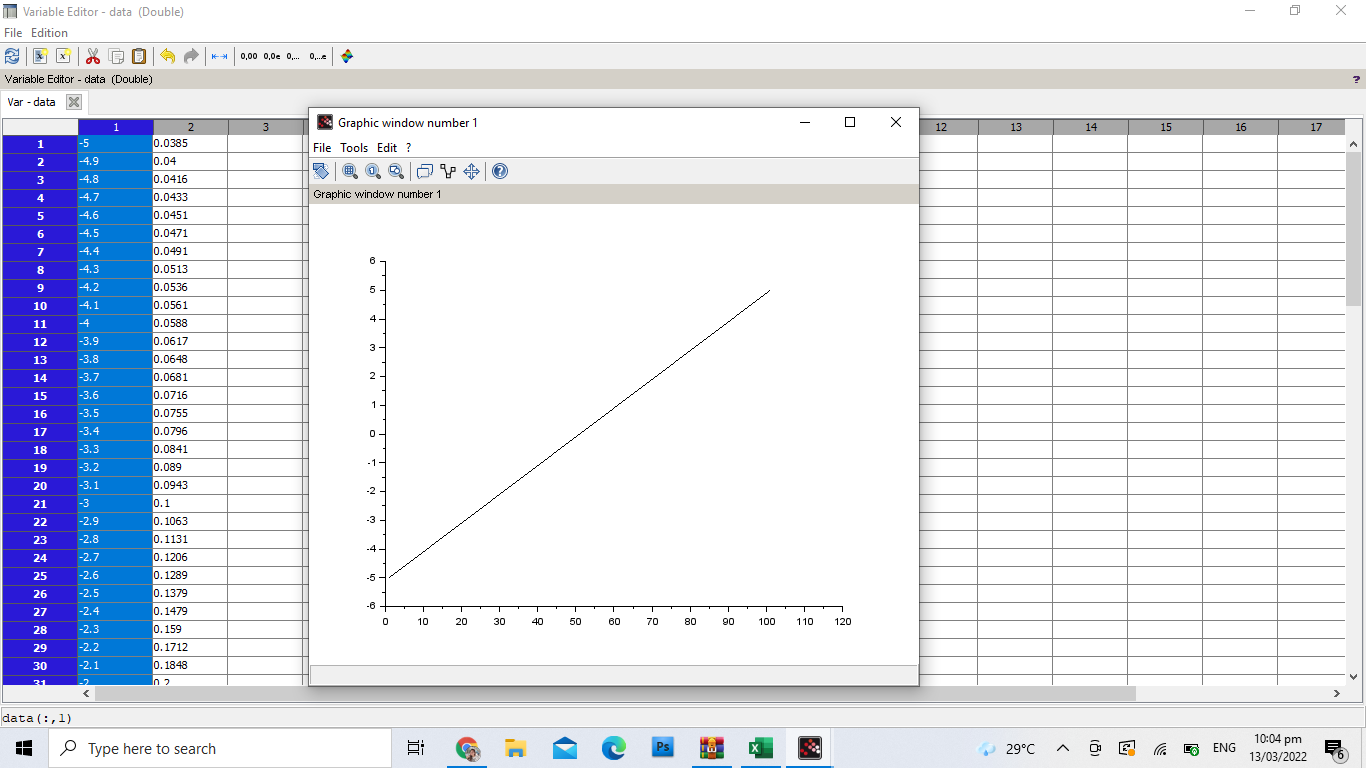 Variable Editor - data (Double)
File Edition
0,00 0,0e 0,... 0,...e
Variable Editor - data (Double) ?
Var - data
1 2 3 12 13 14 15 16 17
1 -5 0.0385
2 -4.9 0.04
3 -4.8 0.0416
4 -4.7 0.0433
5 -4.6 0.0451
6 -4.5 0.0471
7 -4.4 0.0491
8 -4.3 0.0513
9 -4.2 0.0536
10 -4.1 0.0561
11 -4 0.0588
12 -3.9 0.0617
13 -3.8 0.0648
14 -3.7 0.0681
15 -3.6 0.0716
16 -3.5 0.0755
17 -3.4 0.0796
18 -3.3 0.0841
19 -3.2 0.089
20 -3.1 0.0943
21 -3 0.1
22 -2.9 0.1063
23 -2.8 0.1131
24 -2.7 0.1206
25 -2.6 0.1289
26 -2.5 0.1379
27 -2.4 0.1479
28 -2.3 0.159
29 -2.2 0.1712
30 -2.1 0.1848
31 -2 0.2
Graphic window number 1
File Tools Edit ?
Graphic window number 1
6
5
4
3
2
1
0
-1
-2
-3
-4
-5
-6
0 10 20 30 40 50 60 70 80 90 100 110 120
data(:,1)
Type here to search
Ps
29°C
ENG
10:04 pm
13/03/2022
6